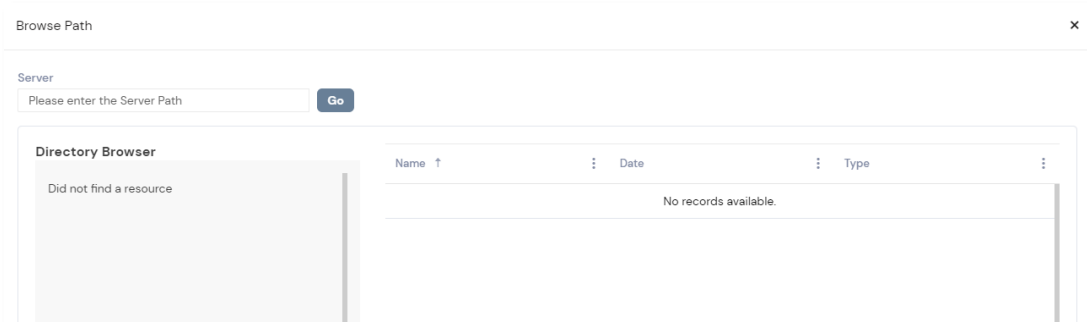 Browse Path
Server
Please enter the Server Path
Go
Directory Browser
Did not find a resource
Name ↑ Date Type
No records available.